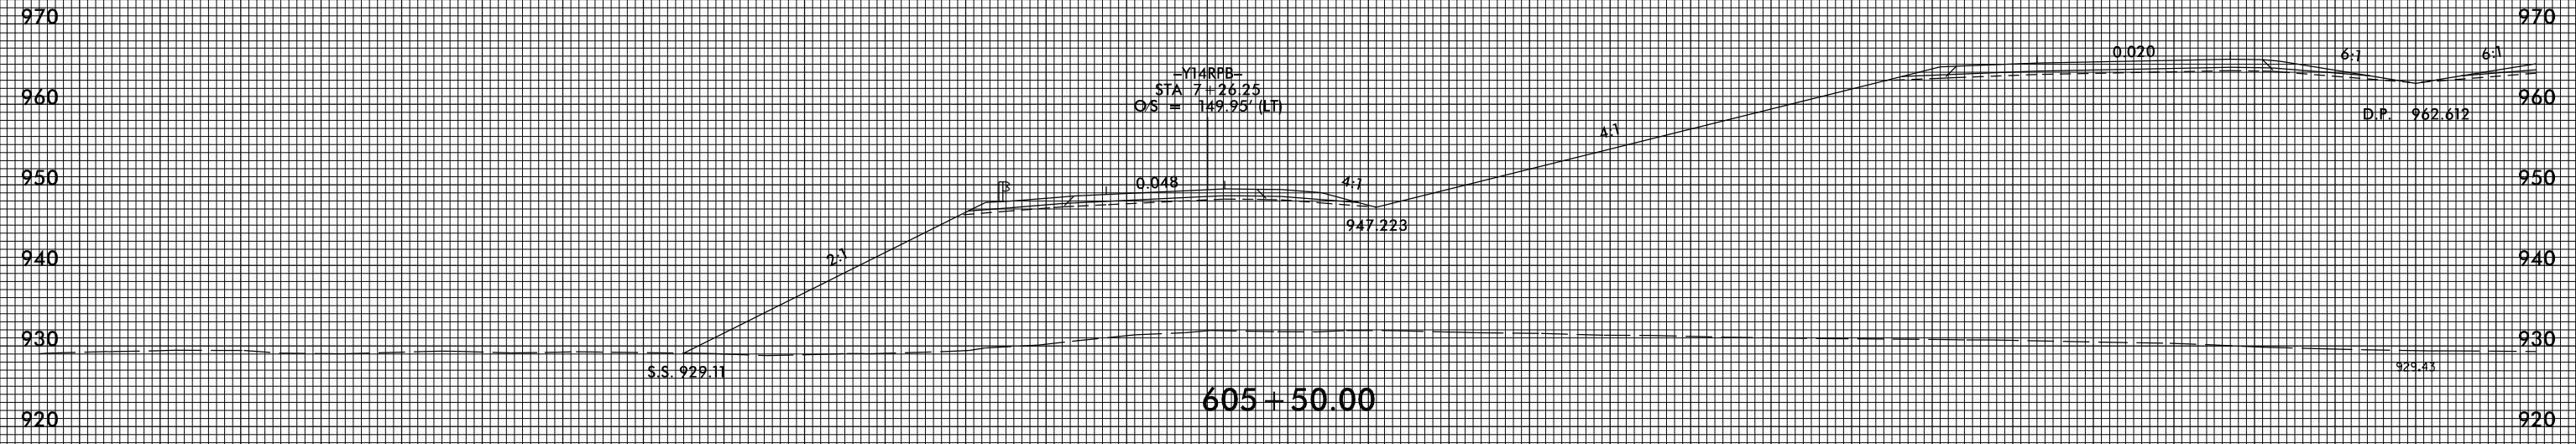 970 970
0.020 6:1 6:1
-Y14RPB-
STA 7+26.25
960 960
O/S = 149.95' (LT)
D.P. 962.612
4:1
950 0.048 4:1 950
947.223
940 2:1 940
930 930
S.S. 929.11 929.43
605+50.00
920 920